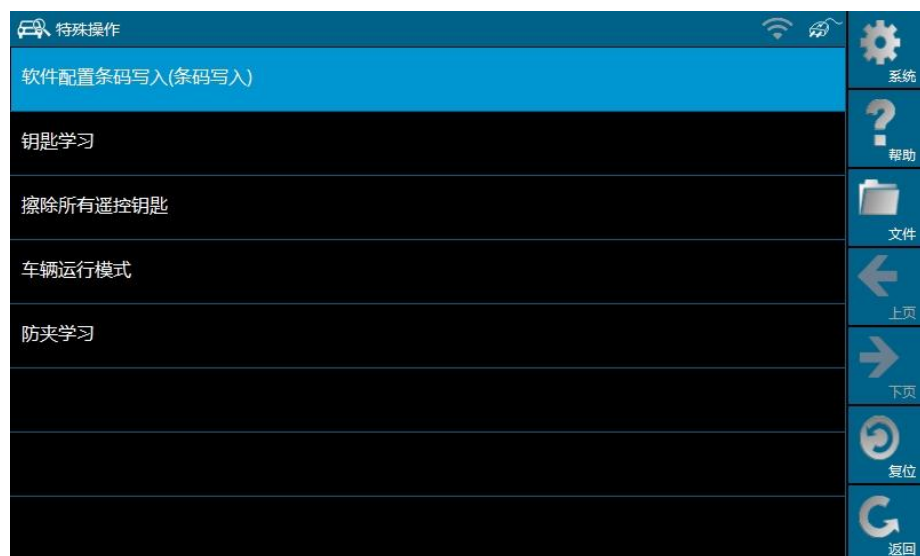 特殊操作
软件配置条码写入(条码写入)
钥匙学习
擦除所有遥控钥匙
车辆运行模式
防夹学习
系统
帮助
文件
上页
下页
复位
返回